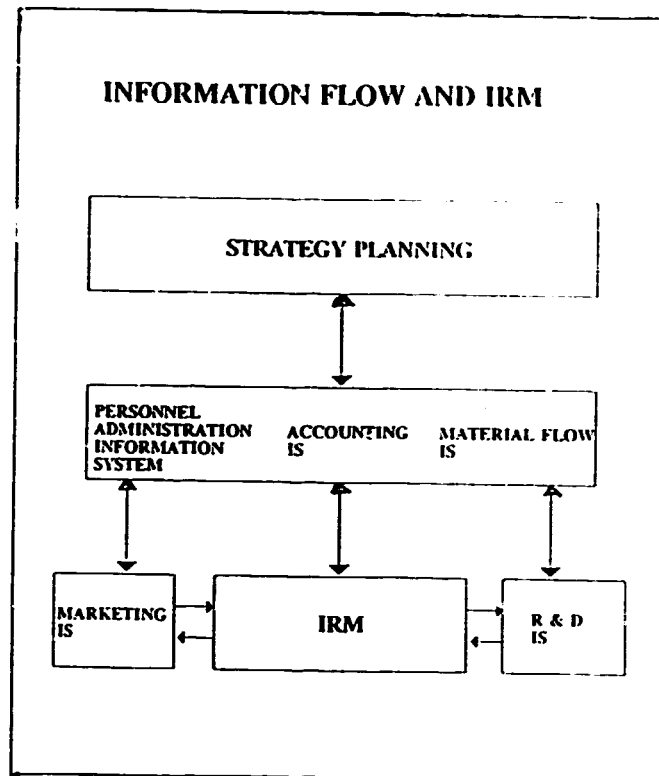 INFORMATION FLOW AND IRM
STRATEGY PLANNING
PERSONNEL
ADMINISTRATION
INFORMATION
SYSTEM
ACCOUNTING
IS
MATERIAL FLOW
IS
MARKETING
IS
IRM
R & D
IS